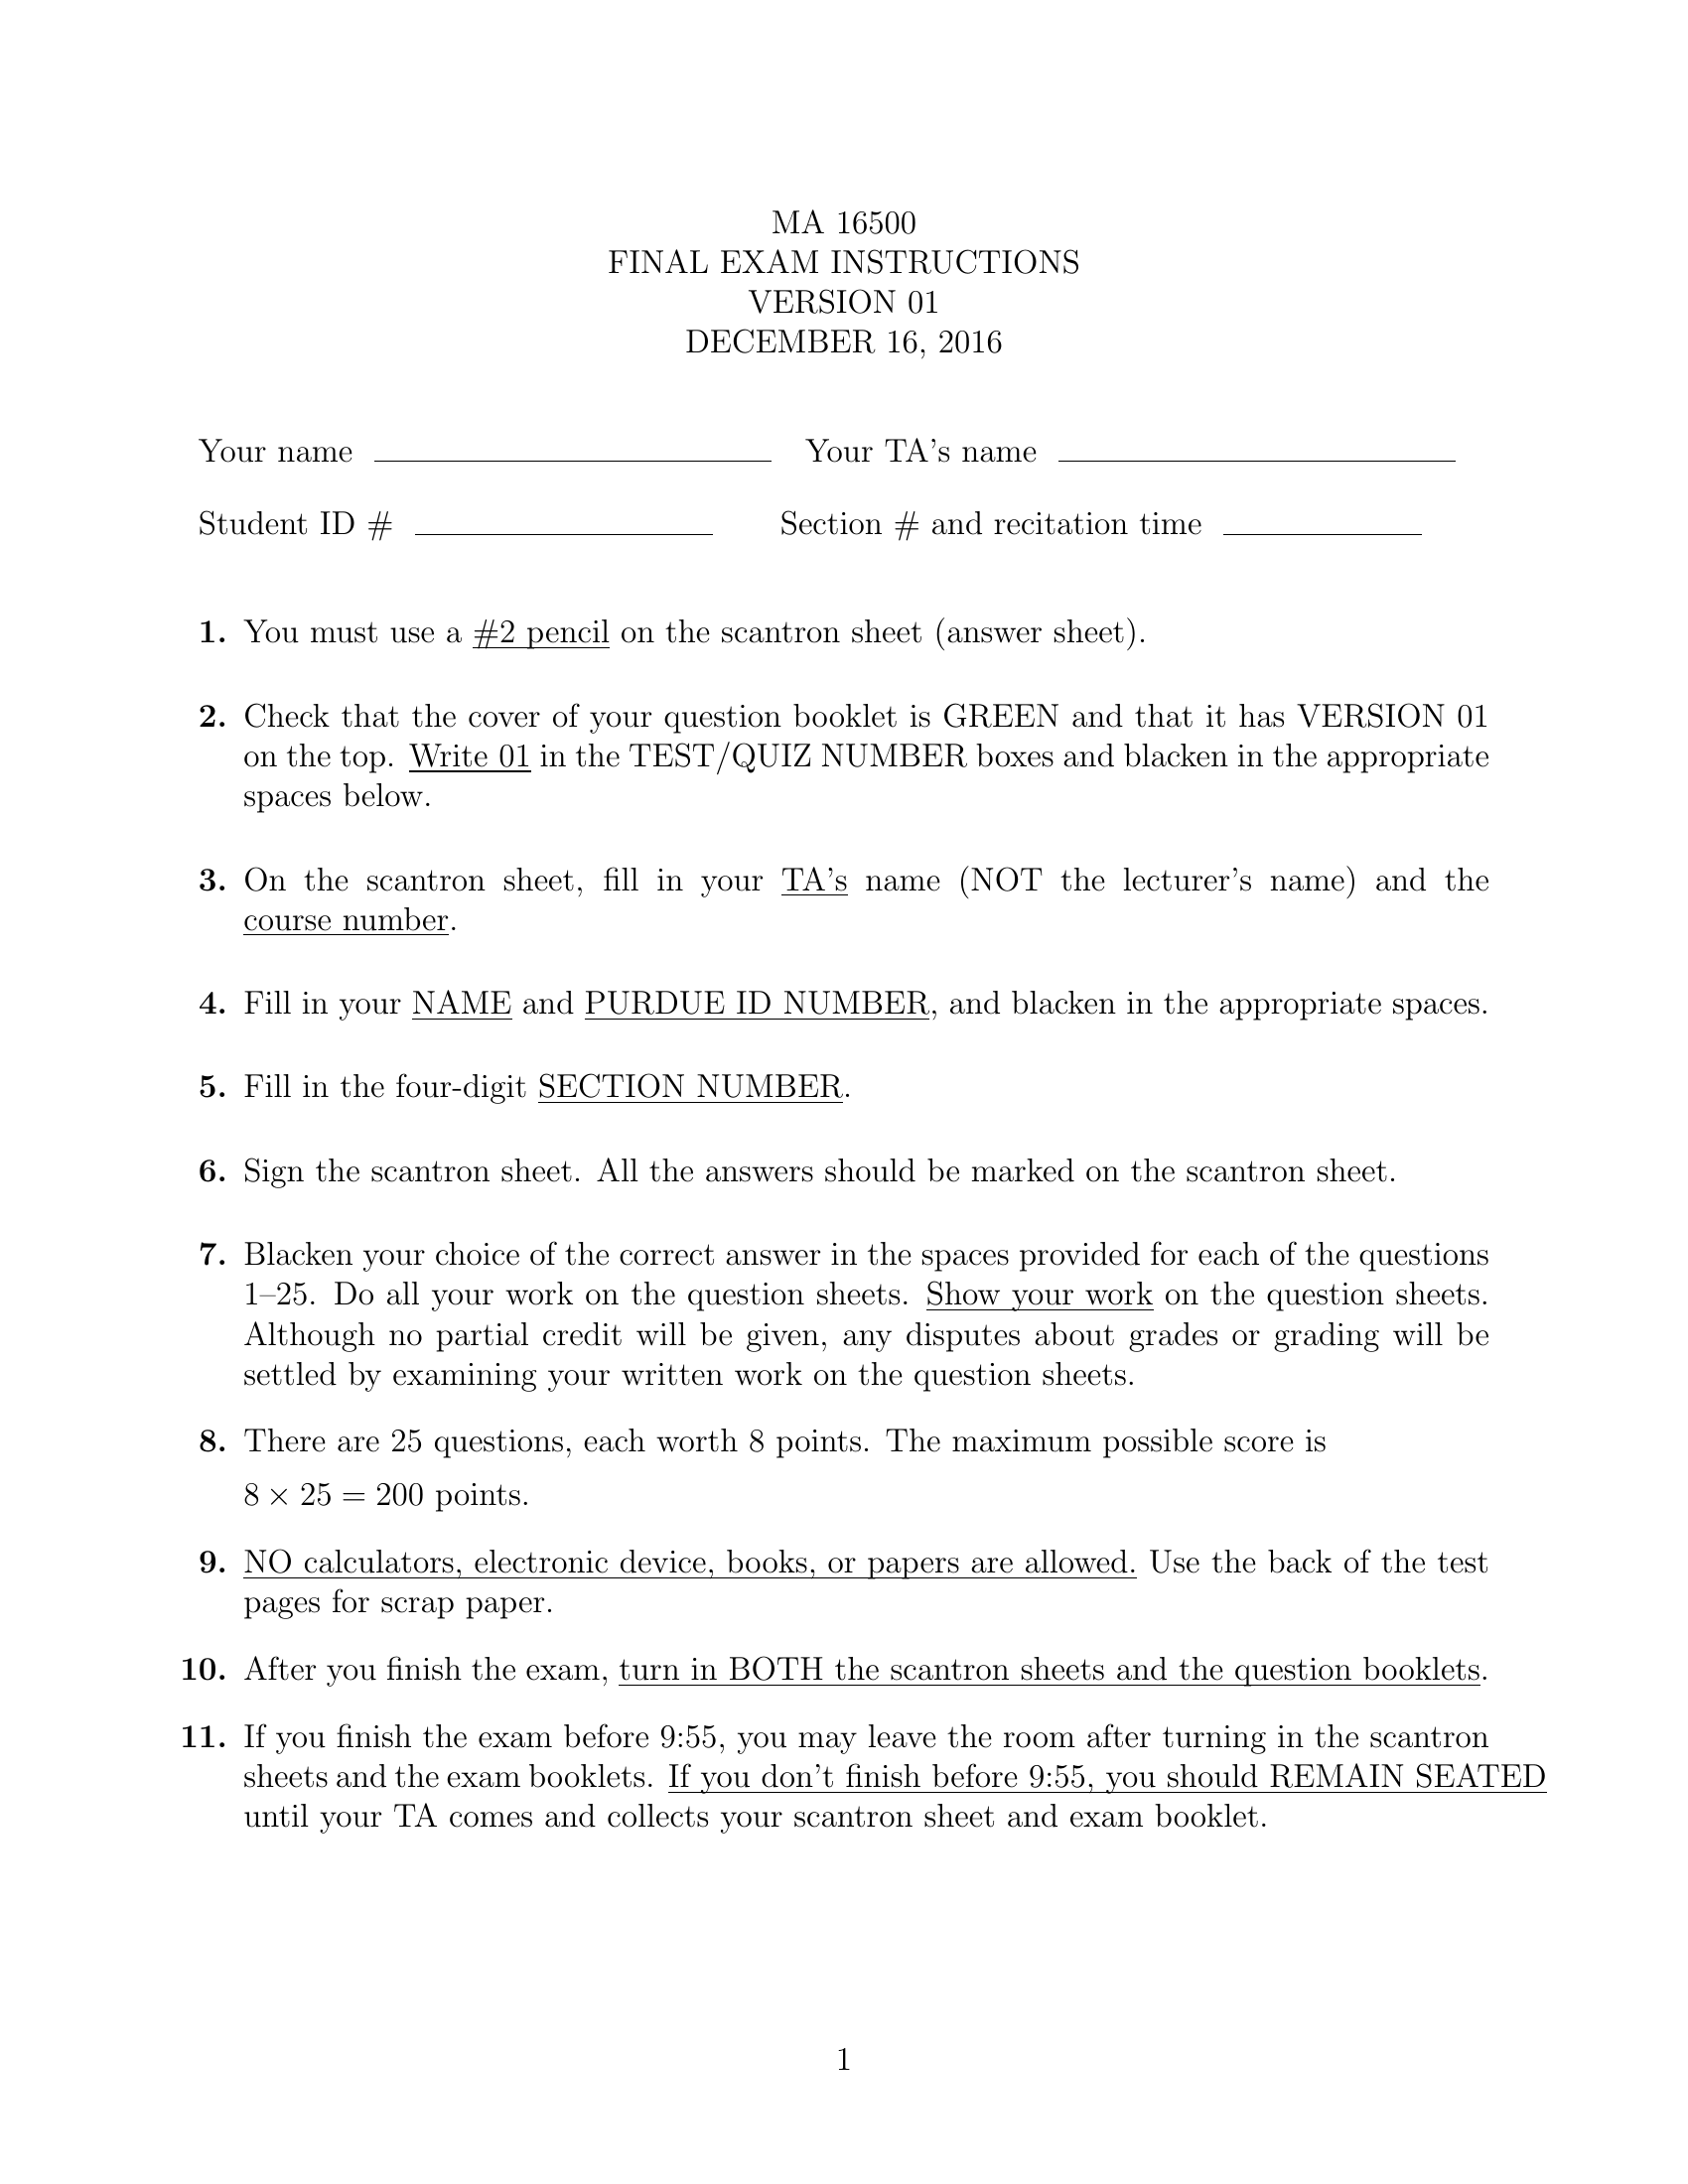 MA 16500
FINAL EXAM INSTRUCTIONS
VERSION 01
DECEMBER 16, 2016
Your name Your TA's name
Student ID # Section # and recitation time
1. You must use a #2 pencil on the scantron sheet (answer sheet).
2. Check that the cover of your question booklet is GREEN and that it has VERSION 01
on the top. Write 01 in the TEST/QUIZ NUMBER boxes and blacken in the appropriate
spaces below.
3. On the scantron sheet, fill in your TA's name (NOT the lecturer's name) and the
course number.
4. Fill in your NAME and PURDUE ID NUMBER, and blacken in the appropriate spaces.
5. Fill in the four-digit SECTION NUMBER.
6. Sign the scantron sheet. All the answers should be marked on the scantron sheet.
7. Blacken your choice of the correct answer in the spaces provided for each of the questions
1–25. Do all your work on the question sheets. Show your work on the question sheets.
Although no partial credit will be given, any disputes about grades or grading will be
settled by examining your written work on the question sheets.
8. There are 25 questions, each worth 8 points. The maximum possible score is
8 × 25 = 200 points.
9. NO calculators, electronic device, books, or papers are allowed. Use the back of the test
pages for scrap paper.
10. After you finish the exam, turn in BOTH the scantron sheets and the question booklets.
11. If you finish the exam before 9:55, you may leave the room after turning in the scantron
sheets and the exam booklets. If you don't finish before 9:55, you should REMAIN SEATED
until your TA comes and collects your scantron sheet and exam booklet.
1